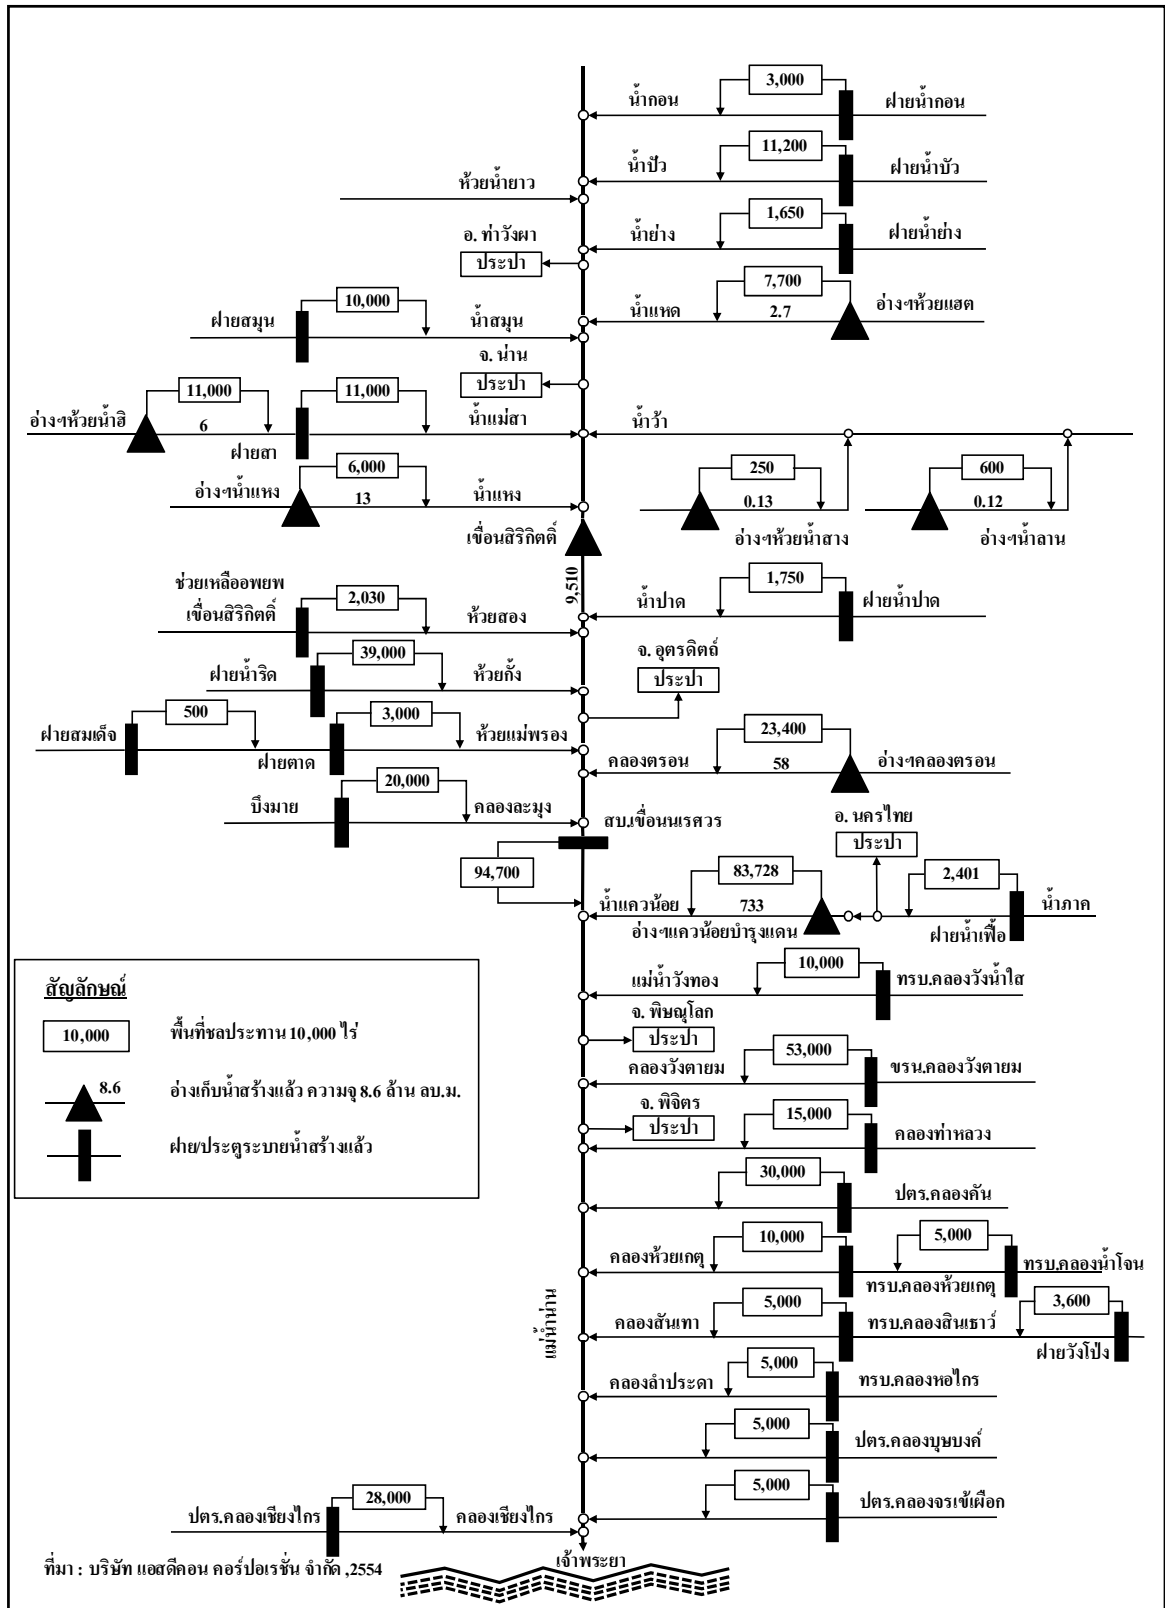 3,000
น้ำกอน
ฝายน้ำกอน
11,200
น้ำปัว
ฝายน้ำบัว
ห้วยน้ำยาว
1,650
น้ำย่าง
ฝายน้ำย่าง
อ. ท่าวังผา
ประปา
7,700
น้ำแหด
2.7
อ่างฯห้วยแฮต
10,000
ฝายสมุน
น้ำสมุน
จ. น่าน
ประปา
11,000
11,000
อ่างฯห้วยน้ำฮิ
6
ฝายสา
น้ำแม่สา
น้ำว้า
6,000
อ่างฯน้ำแหง
13
น้ำแหง
250
0.13
อ่างฯห้วยน้ำสาง
600
0.12
อ่างฯน้ำลาน
เขื่อนสิริกิตติ์
9,510
1,750
น้ำปาด
ฝายน้ำปาด
ช่วยเหลืออพยพ
เขื่อนสิริกิตติ์
2,030
ห้วยสอง
39,000
ฝายน้ำริด
ห้วยกั้ง
จ. อุตรดิตถ์
ประปา
500
3,000
ฝายสมเด็จ
ฝายตาด
ห้วยแม่พรอง
23,400
คลองตรอน
58
อ่างฯคลองตรอน
20,000
บึงมาย
คลองละมุง
สบ.เขื่อนนเรศวร
94,700
อ. นครไทย
ประปา
83,728
2,401
น้ำแควน้อย
733
น้ำภาค
อ่างฯแควน้อยบำรุงแดน
ฝายน้ำเฟื้อ
10,000
แม่น้ำวังทอง
ทรบ.คลองวังน้ำใส
จ. พิษณุโลก
ประปา
53,000
คลองวังตายม
ขรน.คลองวังตายม
จ. พิจิตร
ประปา
15,000
คลองท่าหลวง
30,000
ปตร.คลองคัน
10,000
5,000
คลองห้วยเกตุ
ทรบ.คลองห้วยเกตุ
ทรบ.คลองน้ำโจน
5,000
3,600
คลองสันเทา
ทรบ.คลองสินเธาว์
ฝายวังโป่ง
แม่น้ำน่าน
5,000
คลองลำประดา
ทรบ.คลองหอไกร
5,000
ปตร.คลองบุษบงค์
5,000
ปตร.คลองจรเข้เผือก
28,000
ปตร.คลองเชียงไกร
คลองเชียงไกร
เจ้าพระยา
สัญลักษณ์
10,000
พื้นที่ชลประทาน 10,000 ไร่
8.6
อ่างเก็บน้ำสร้างแล้ว ความจุ 8.6 ล้าน ลบ.ม.
ฝาย/ประตูระบายน้ำสร้างแล้ว
ที่มา : บริษัท แอสดีคอน คอร์ปอเรชั่น จำกัด ,2554